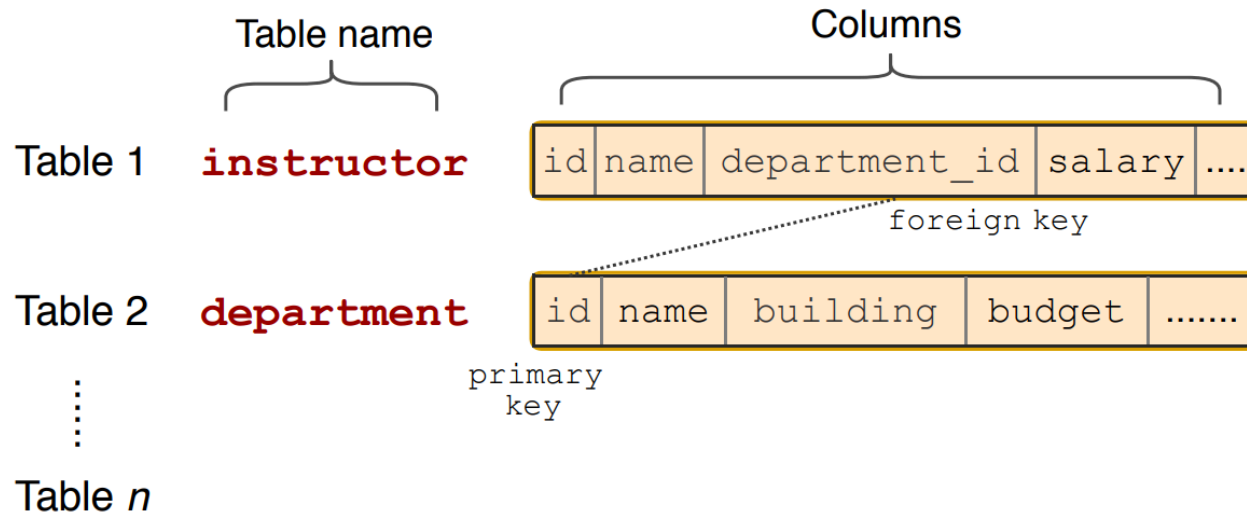 Table name
Columns
Table 1 instructor id name department_id salary ....
foreign key
Table 2 department id name building budget .......
primary
key
Table n